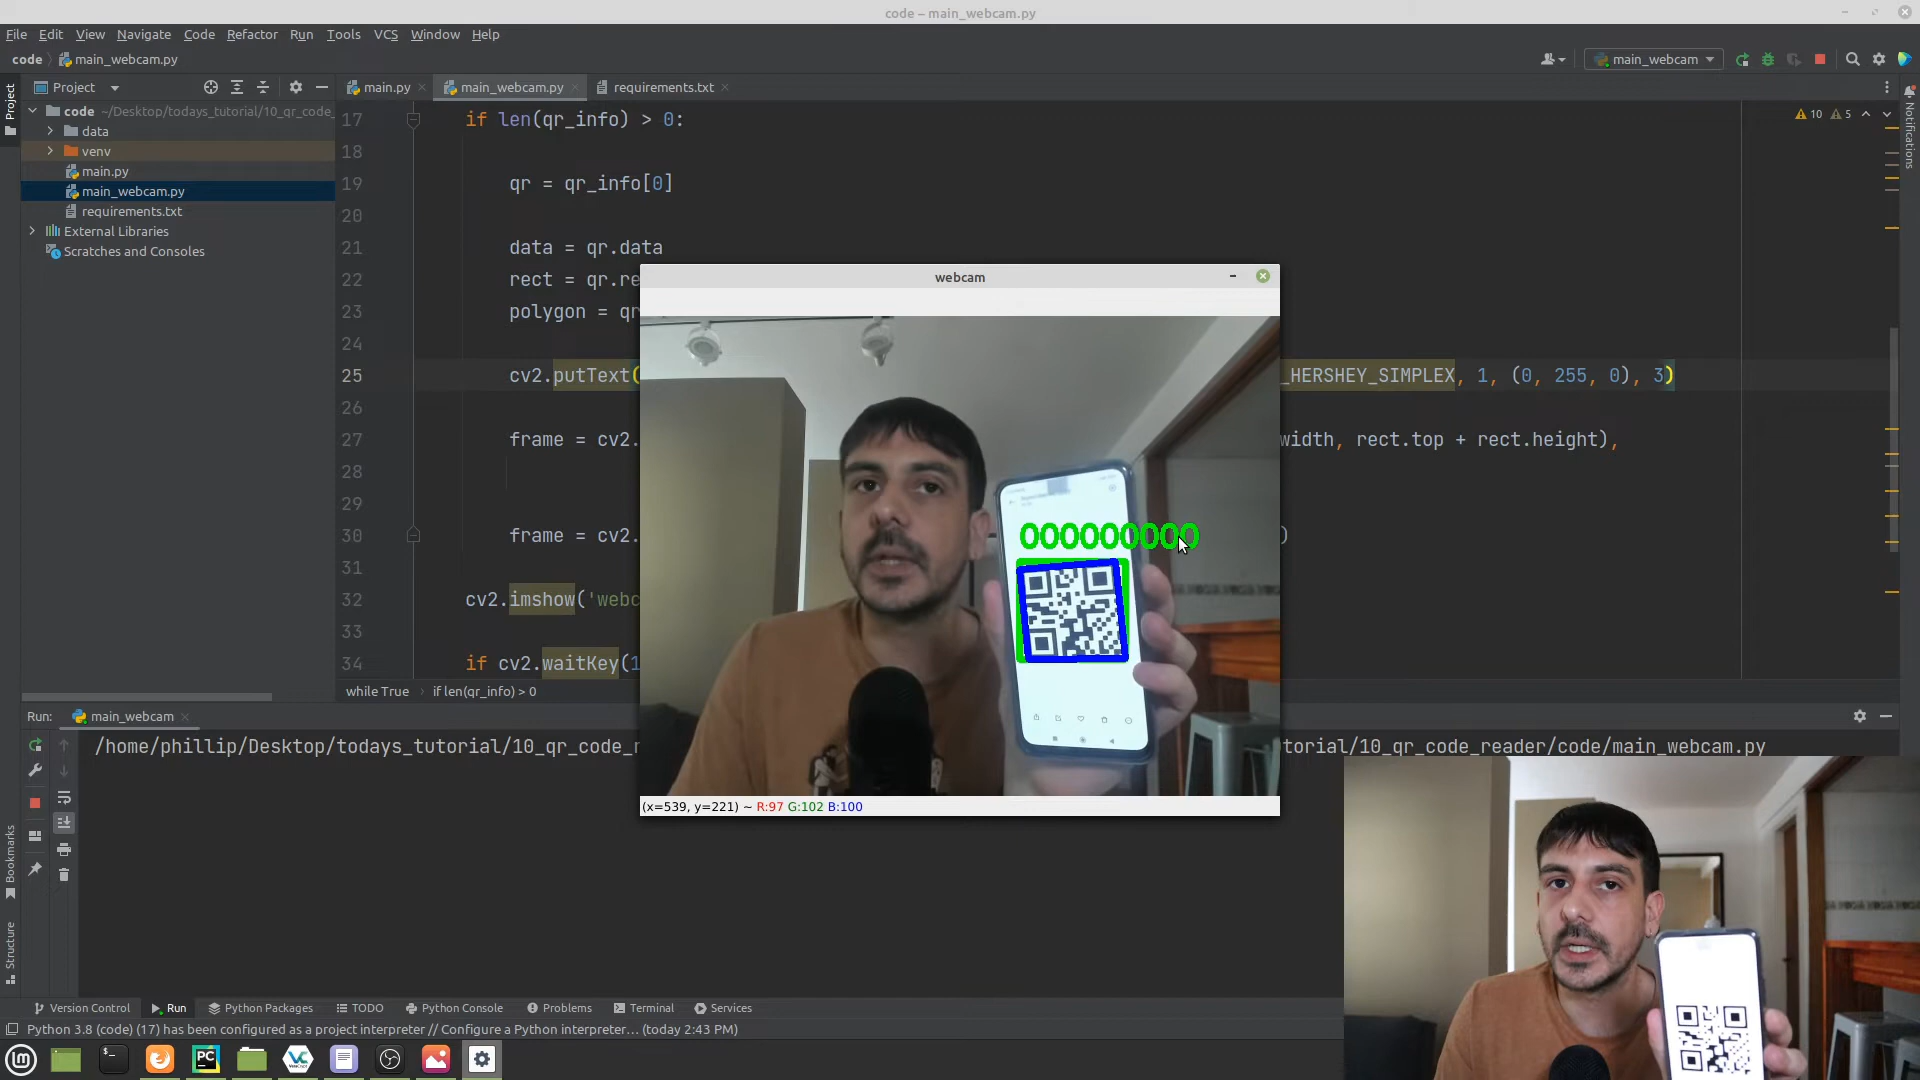 code – main_webcam.py
File Edit View Navigate Code Refactor Run Tools VCS Window Help
code main_webcam.py
main_webcam
Project
main.py
main_webcam.py
requirements.txt
Project
code ~/Desktop/todays_tutorial/10_qr_code_
data
venv
main.py
main_webcam.py
requirements.txt
External Libraries
Scratches and Consoles
Notifications
10 5
17 if len(qr_info) > 0:
18
19 qr = qr_info[0]
20
21 data = qr.data
22 rect = qr.re
23 polygon = qr
24
25 cv2.putText( _HERSHEY_SIMPLEX, 1, (0, 255, 0), 3)
26
27 frame = cv2. width, rect.top + rect.height),
28
29
30 frame = cv2. )
31
32 cv2.imshow('webc
33
34 if cv2.waitKey(1
while True if len(qr_info) > 0
webcam
000000000
(x=539, y=221) ~ R:97 G:102 B:100
Run: main_webcam
/home/phillip/Desktop/todays_tutorial/10_qr_code_r torial/10_qr_code_reader/code/main_webcam.py
Bookmarks
Structure
Version Control Run Python Packages TODO Python Console Problems Terminal Services
Python 3.8 (code) (17) has been configured as a project interpreter // Configure a Python interpreter... (today 2:43 PM)